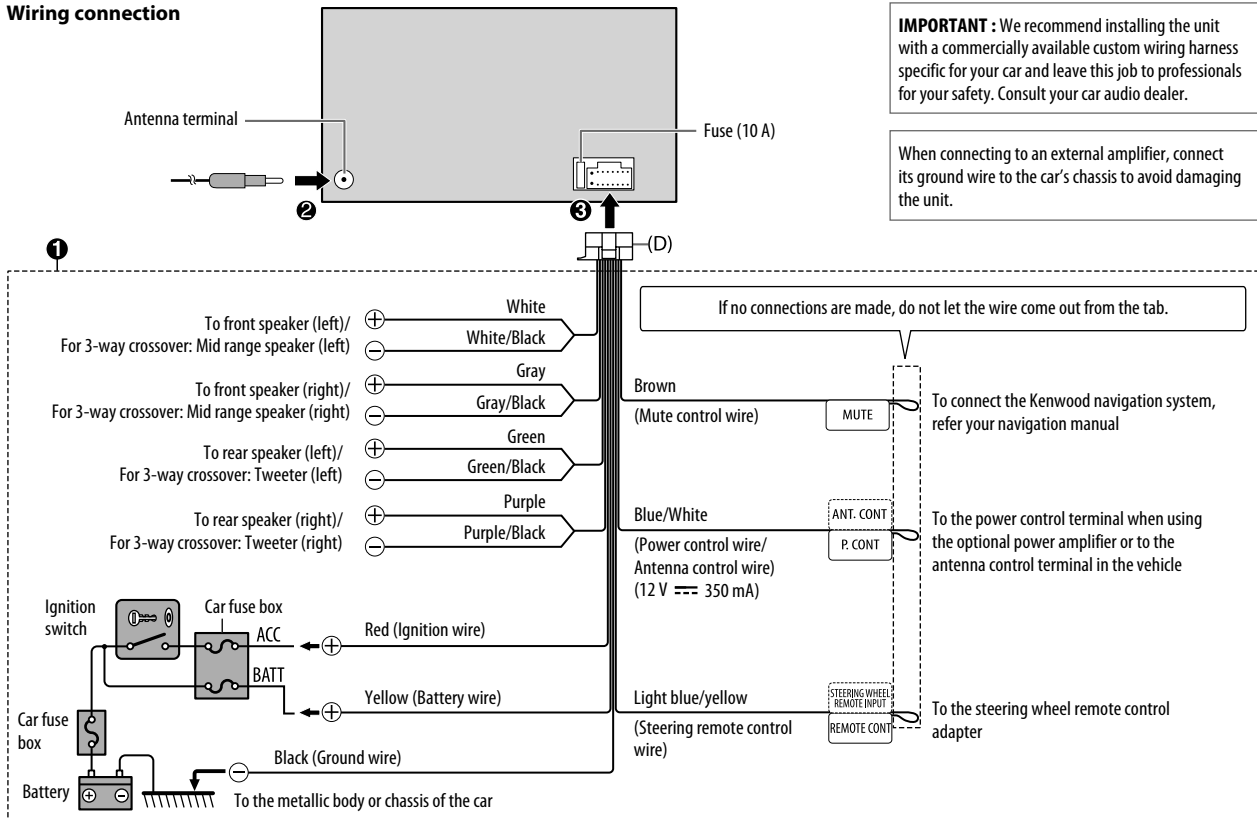 Wiring connection
IMPORTANT : We recommend installing the unit
with a commercially available custom wiring harness
specific for your car and leave this job to professionals
for your safety. Consult your car audio dealer.
Antenna terminal
Fuse (10 A)
When connecting to an external amplifier, connect
its ground wire to the car's chassis to avoid damaging
the unit.
2
3
(D)
1
If no connections are made, do not let the wire come out from the tab.
To front speaker (left)/
For 3-way crossover: Mid range speaker (left)
White
White/Black
To front speaker (right)/
For 3-way crossover: Mid range speaker (right)
Gray
Gray/Black
To rear speaker (left)/
For 3-way crossover: Tweeter (left)
Green
Green/Black
To rear speaker (right)/
For 3-way crossover: Tweeter (right)
Purple
Purple/Black
Brown
(Mute control wire)
MUTE
To connect the Kenwood navigation system,
refer your navigation manual
Blue/White
(Power control wire/
Antenna control wire)
(12 V ⎓ 350 mA)
ANT. CONT
P. CONT
To the power control terminal when using
the optional power amplifier or to the
antenna control terminal in the vehicle
Ignition
switch
Car fuse box
ACC
Red (Ignition wire)
BATT
Yellow (Battery wire)
Light blue/yellow
(Steering remote control
wire)
STEERING WHEEL
REMOTE INPUT
REMOTE CONT
To the steering wheel remote control
adapter
Car fuse
box
Black (Ground wire)
Battery
To the metallic body or chassis of the car